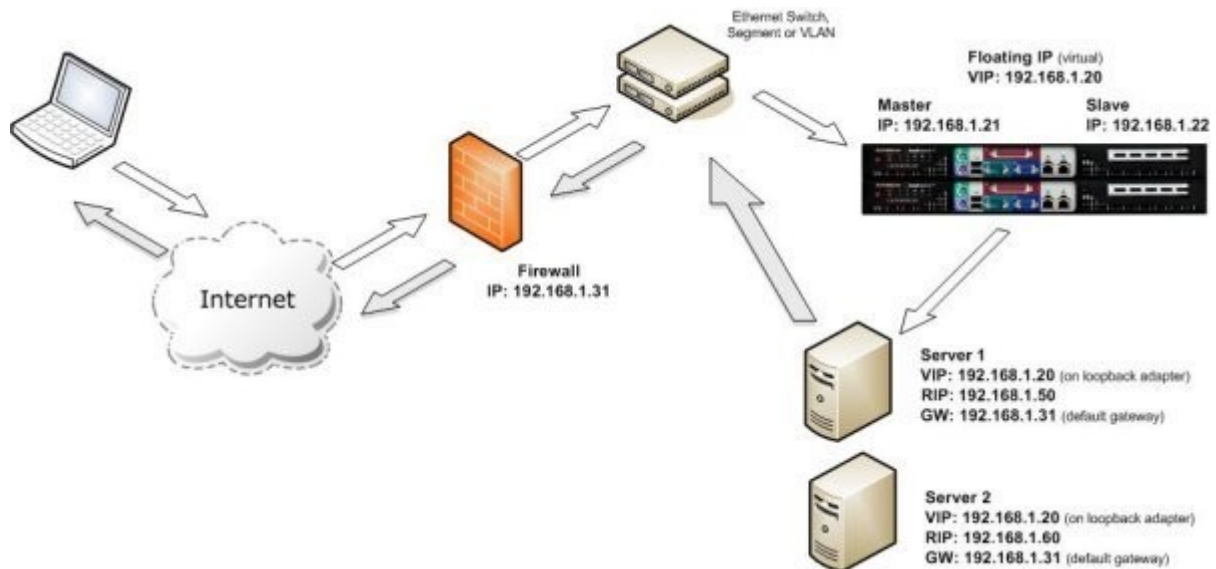 Ethernet Switch,
Segment or VLAN
Floating IP (virtual)
VIP: 192.168.1.20
Master
IP: 192.168.1.21
Slave
IP: 192.168.1.22
Firewall
IP: 192.168.1.31
Internet
Server 1
VIP: 192.168.1.20 (on loopback adapter)
RIP: 192.168.1.50
GW: 192.168.1.31 (default gateway)
Server 2
VIP: 192.168.1.20 (on loopback adapter)
RIP: 192.168.1.60
GW: 192.168.1.31 (default gateway)